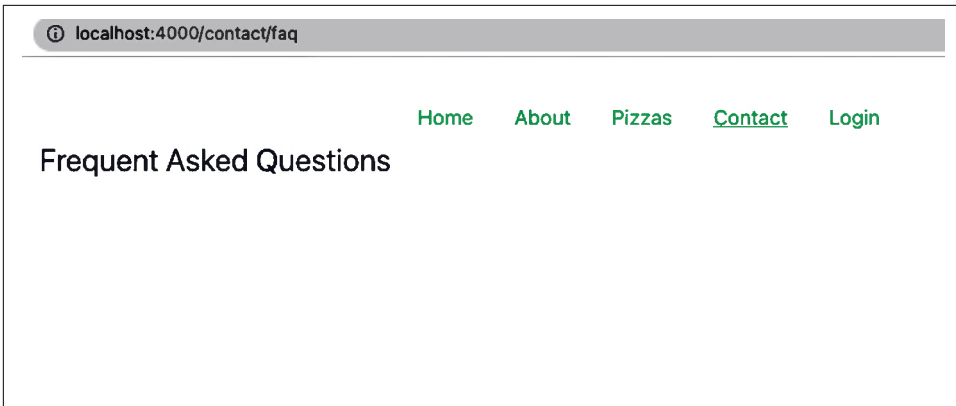 localhost:4000/contact/faq
Home About Pizzas Contact Login
Frequent Asked Questions